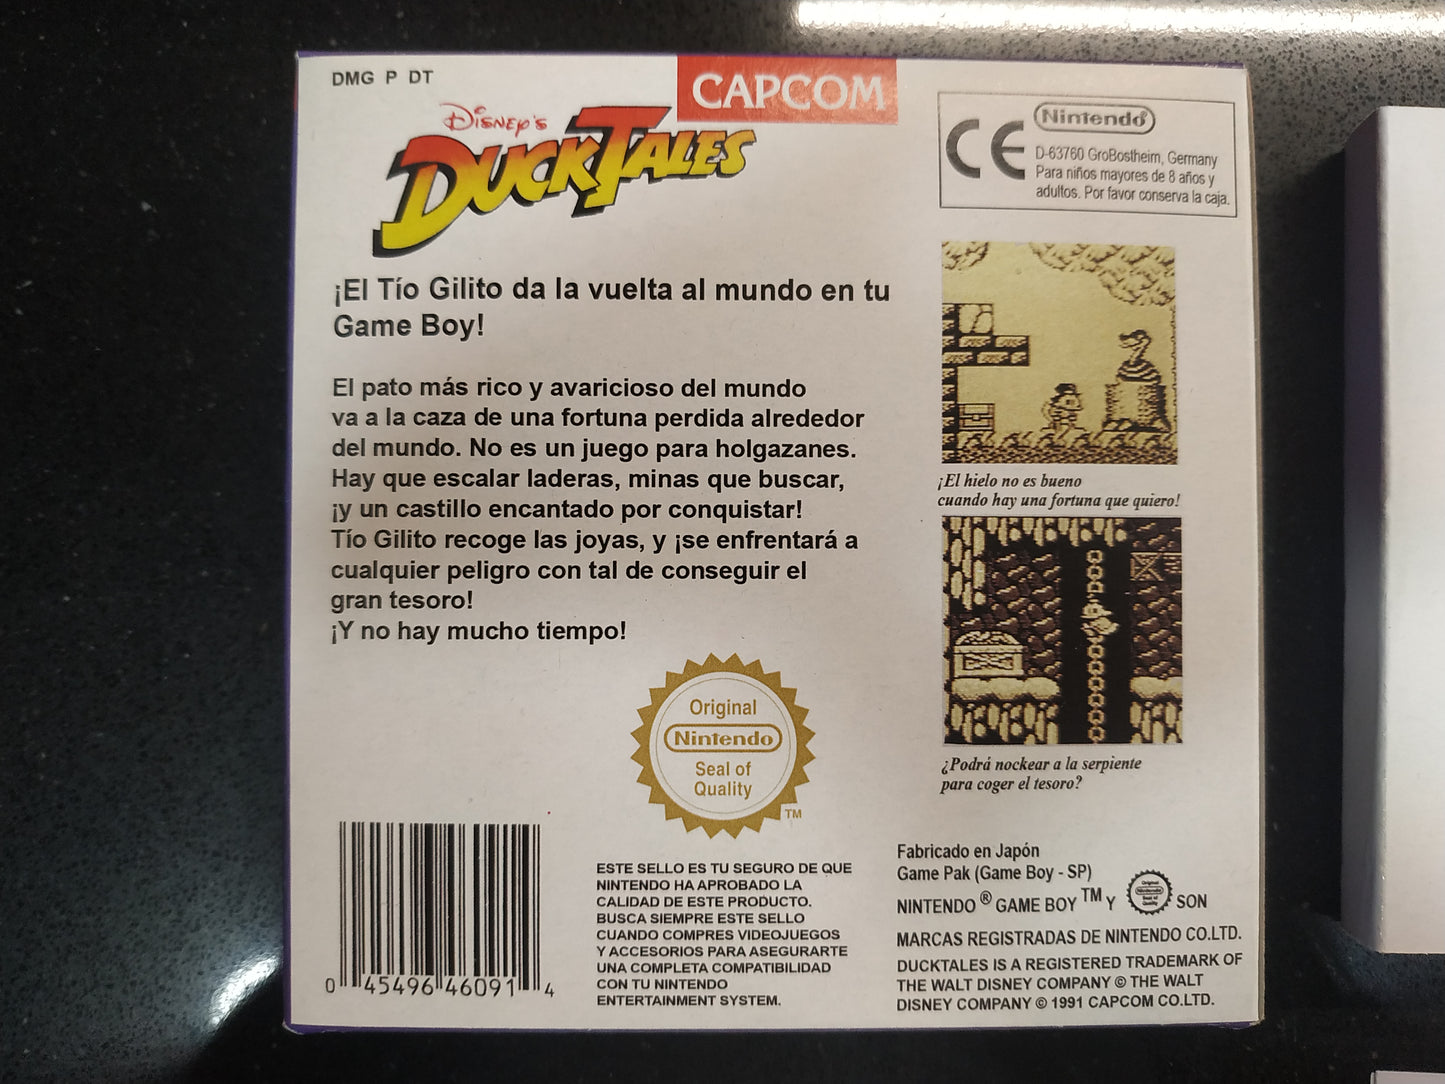 DMG P DT
CAPCOM
Disney's
DuckTales
Nintendo
CE
D-63760 GroBostheim, Germany
Para niños mayores de 8 años y
adultos. Por favor conserva la caja.
¡El Tío Gilito da la vuelta al mundo en tu
Game Boy!
El pato más rico y avaricioso del mundo
va a la caza de una fortuna perdida alrededor
del mundo. No es un juego para holgazanes.
Hay que escalar laderas, minas que buscar,
¡y un castillo encantado por conquistar!
Tío Gilito recoge las joyas, y ¡se enfrentará a
cualquier peligro con tal de conseguir el
gran tesoro!
¡Y no hay mucho tiempo!
¡El hielo no es bueno
cuando hay una fortuna que quiero!
¿Podrá nockear a la serpiente
para coger el tesoro?
Original
Nintendo
Seal of
Quality
TM
0 45496 46091 4
ESTE SELLO ES TU SEGURO DE QUE
NINTENDO HA APROBADO LA
CALIDAD DE ESTE PRODUCTO.
BUSCA SIEMPRE ESTE SELLO
CUANDO COMPRES VIDEOJUEGOS
Y ACCESORIOS PARA ASEGURARTE
UNA COMPLETA COMPATIBILIDAD
CON TU NINTENDO
ENTERTAINMENT SYSTEM.
Fabricado en Japón
Game Pak (Game Boy - SP)
NINTENDO ® GAME BOY TM Y Original Nintendo Seal of Quality SON
MARCAS REGISTRADAS DE NINTENDO CO.LTD.
DUCKTALES IS A REGISTERED TRADEMARK OF
THE WALT DISNEY COMPANY © THE WALT
DISNEY COMPANY © 1991 CAPCOM CO.LTD.